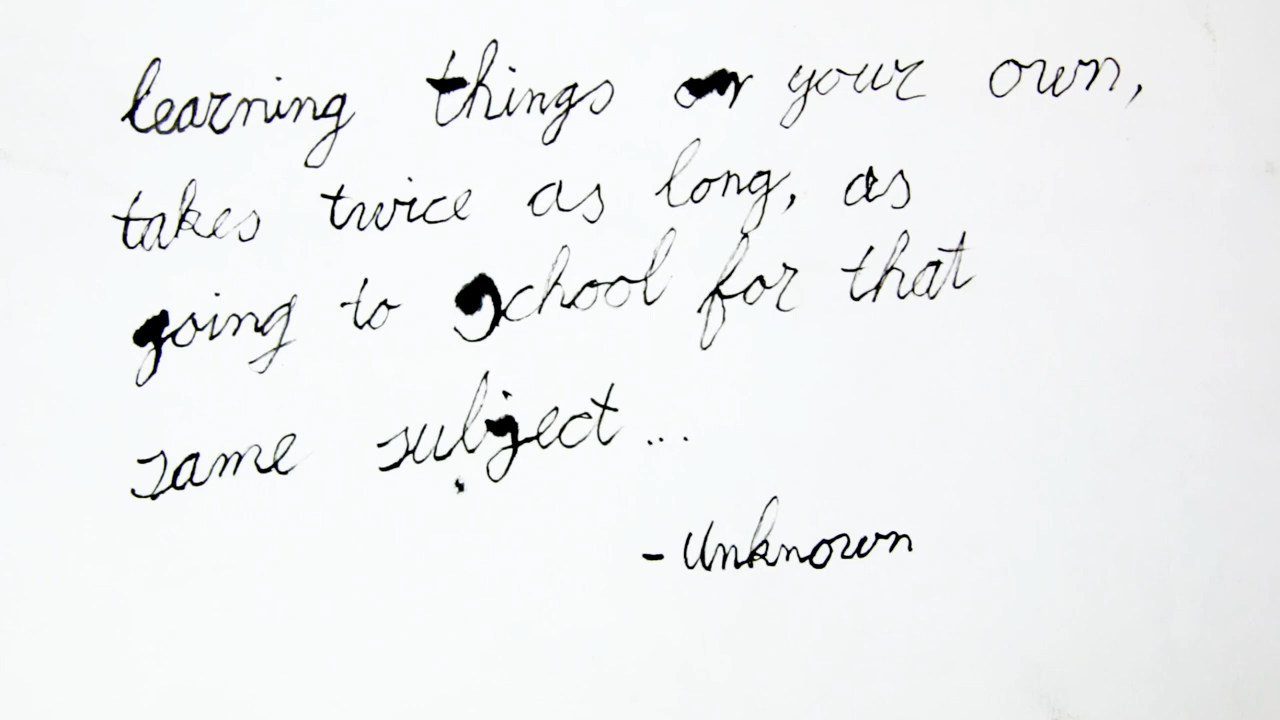 learning things on your own,
takes twice as long, as
going to school for that
same subject...
- Unknown